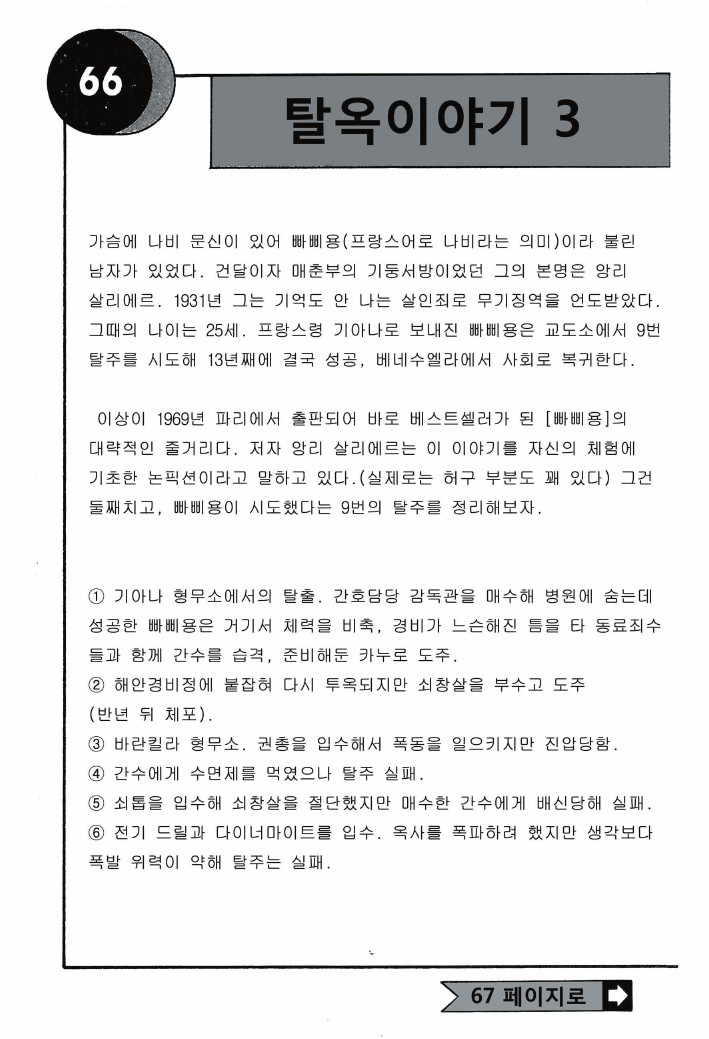 66
탈옥이야기 3
가슴에 나비 문신이 있어 빠삐용(프랑스어로 나비라는 의미)이라 불린
남자가 있었다. 건달이자 매춘부의 기둥서방이었던 그의 본명은 앙리
살리에르. 1931년 그는 기억도 안 나는 살인죄로 무기징역을 언도받았다.
그때의 나이는 25세. 프랑스령 기아나로 보내진 빠삐용은 교도소에서 9번
탈주를 시도해 13년째에 결국 성공, 베네수엘라에서 사회로 복귀한다.
이상이 1969년 파리에서 출판되어 바로 베스트셀러가 된 [빠삐용]의
대략적인 줄거리다. 저자 앙리 살리에르는 이 이야기를 자신의 체험에
기초한 논픽션이라고 말하고 있다.(실제로는 허구 부분도 꽤 있다) 그건
둘째치고, 빠삐용이 시도했다는 9번의 탈주를 정리해보자.
① 기아나 형무소에서의 탈출. 간호담당 감독관을 매수해 병원에 숨는데
성공한 빠삐용은 거기서 체력을 비축, 경비가 느슨해진 틈을 타 동료죄수
들과 함께 간수를 습격, 준비해둔 카누로 도주.
② 해안경비정에 붙잡혀 다시 투옥되지만 쇠창살을 부수고 도주
(반년 뒤 체포).
③ 바란킬라 형무소. 권총을 입수해서 폭동을 일으키지만 진압당함.
④ 간수에게 수면제를 먹였으나 탈주 실패.
⑤ 쇠톱을 입수해 쇠창살을 절단했지만 매수한 간수에게 배신당해 실패.
⑥ 전기 드릴과 다이너마이트를 입수. 옥사를 폭파하려 했지만 생각보다
폭발 위력이 약해 탈주는 실패.
67 페이지로